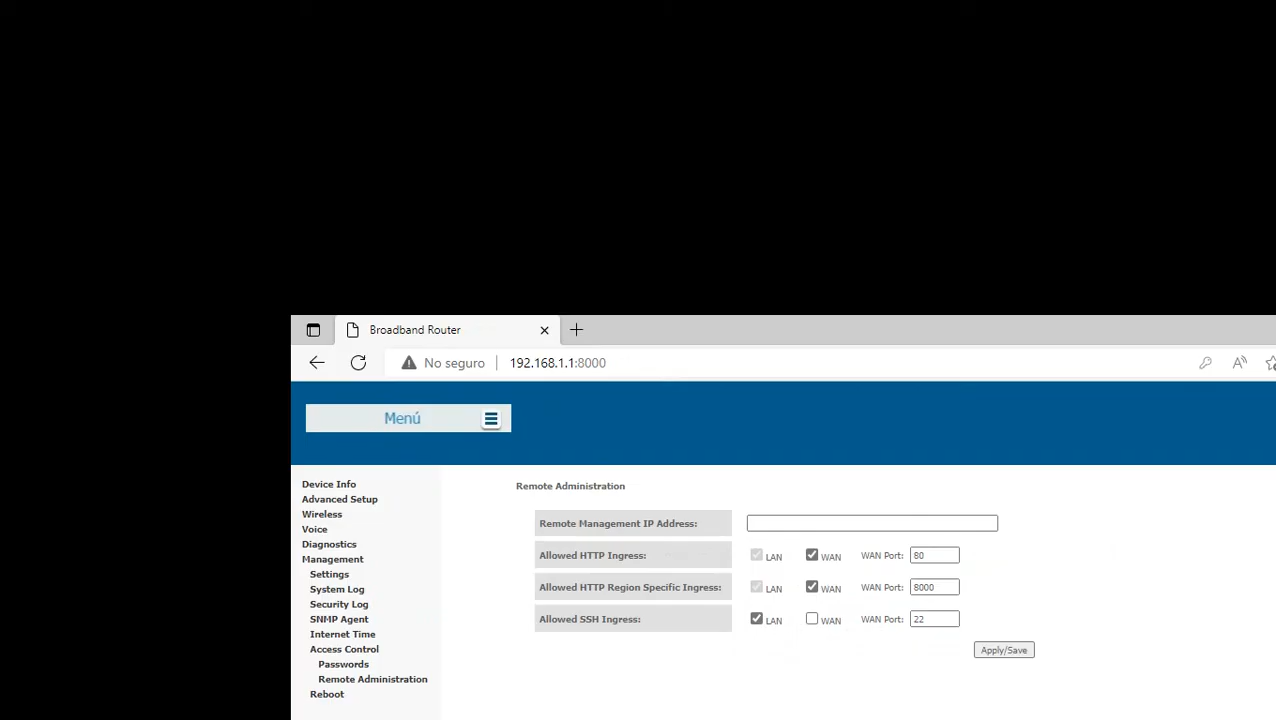 Broadband Router
No seguro 192.168.1.1:8000
Menú
Device Info
Advanced Setup
Wireless
Voice
Diagnostics
Management
Settings
System Log
Security Log
SNMP Agent
Internet Time
Access Control
Passwords
Remote Administration
Reboot
Remote Administration
Remote Management IP Address:
Allowed HTTP Ingress: LAN WAN WAN Port: 80
Allowed HTTP Region Specific Ingress: LAN WAN WAN Port: 8000
Allowed SSH Ingress: LAN WAN WAN Port: 22
Apply/Save